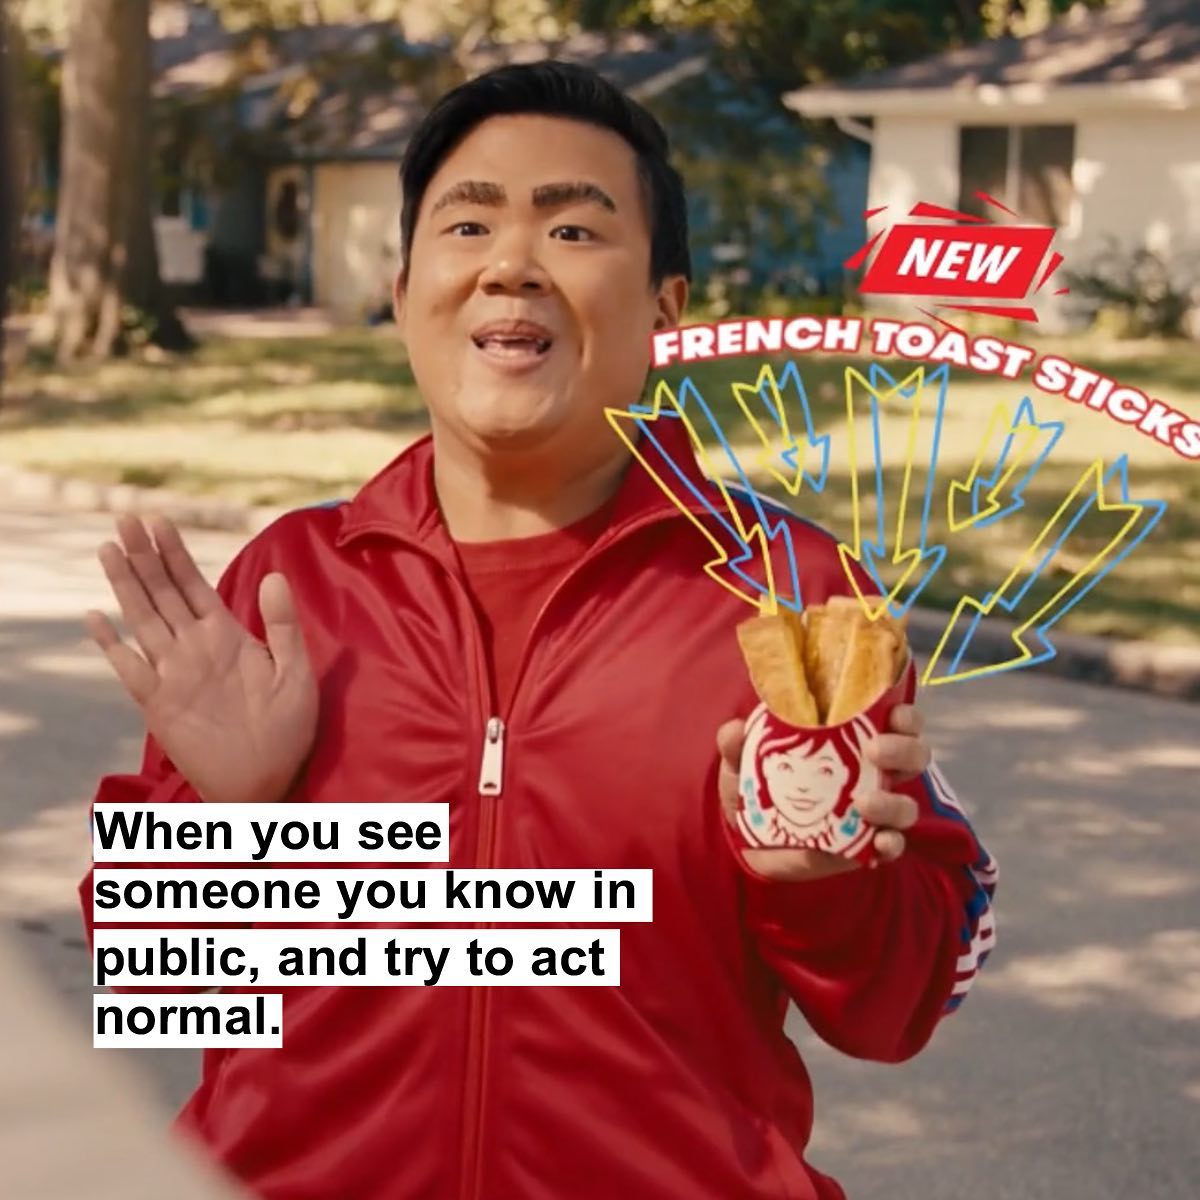 NEW
FRENCH TOAST STICKS
When you see
someone you know in
public, and try to act
normal.